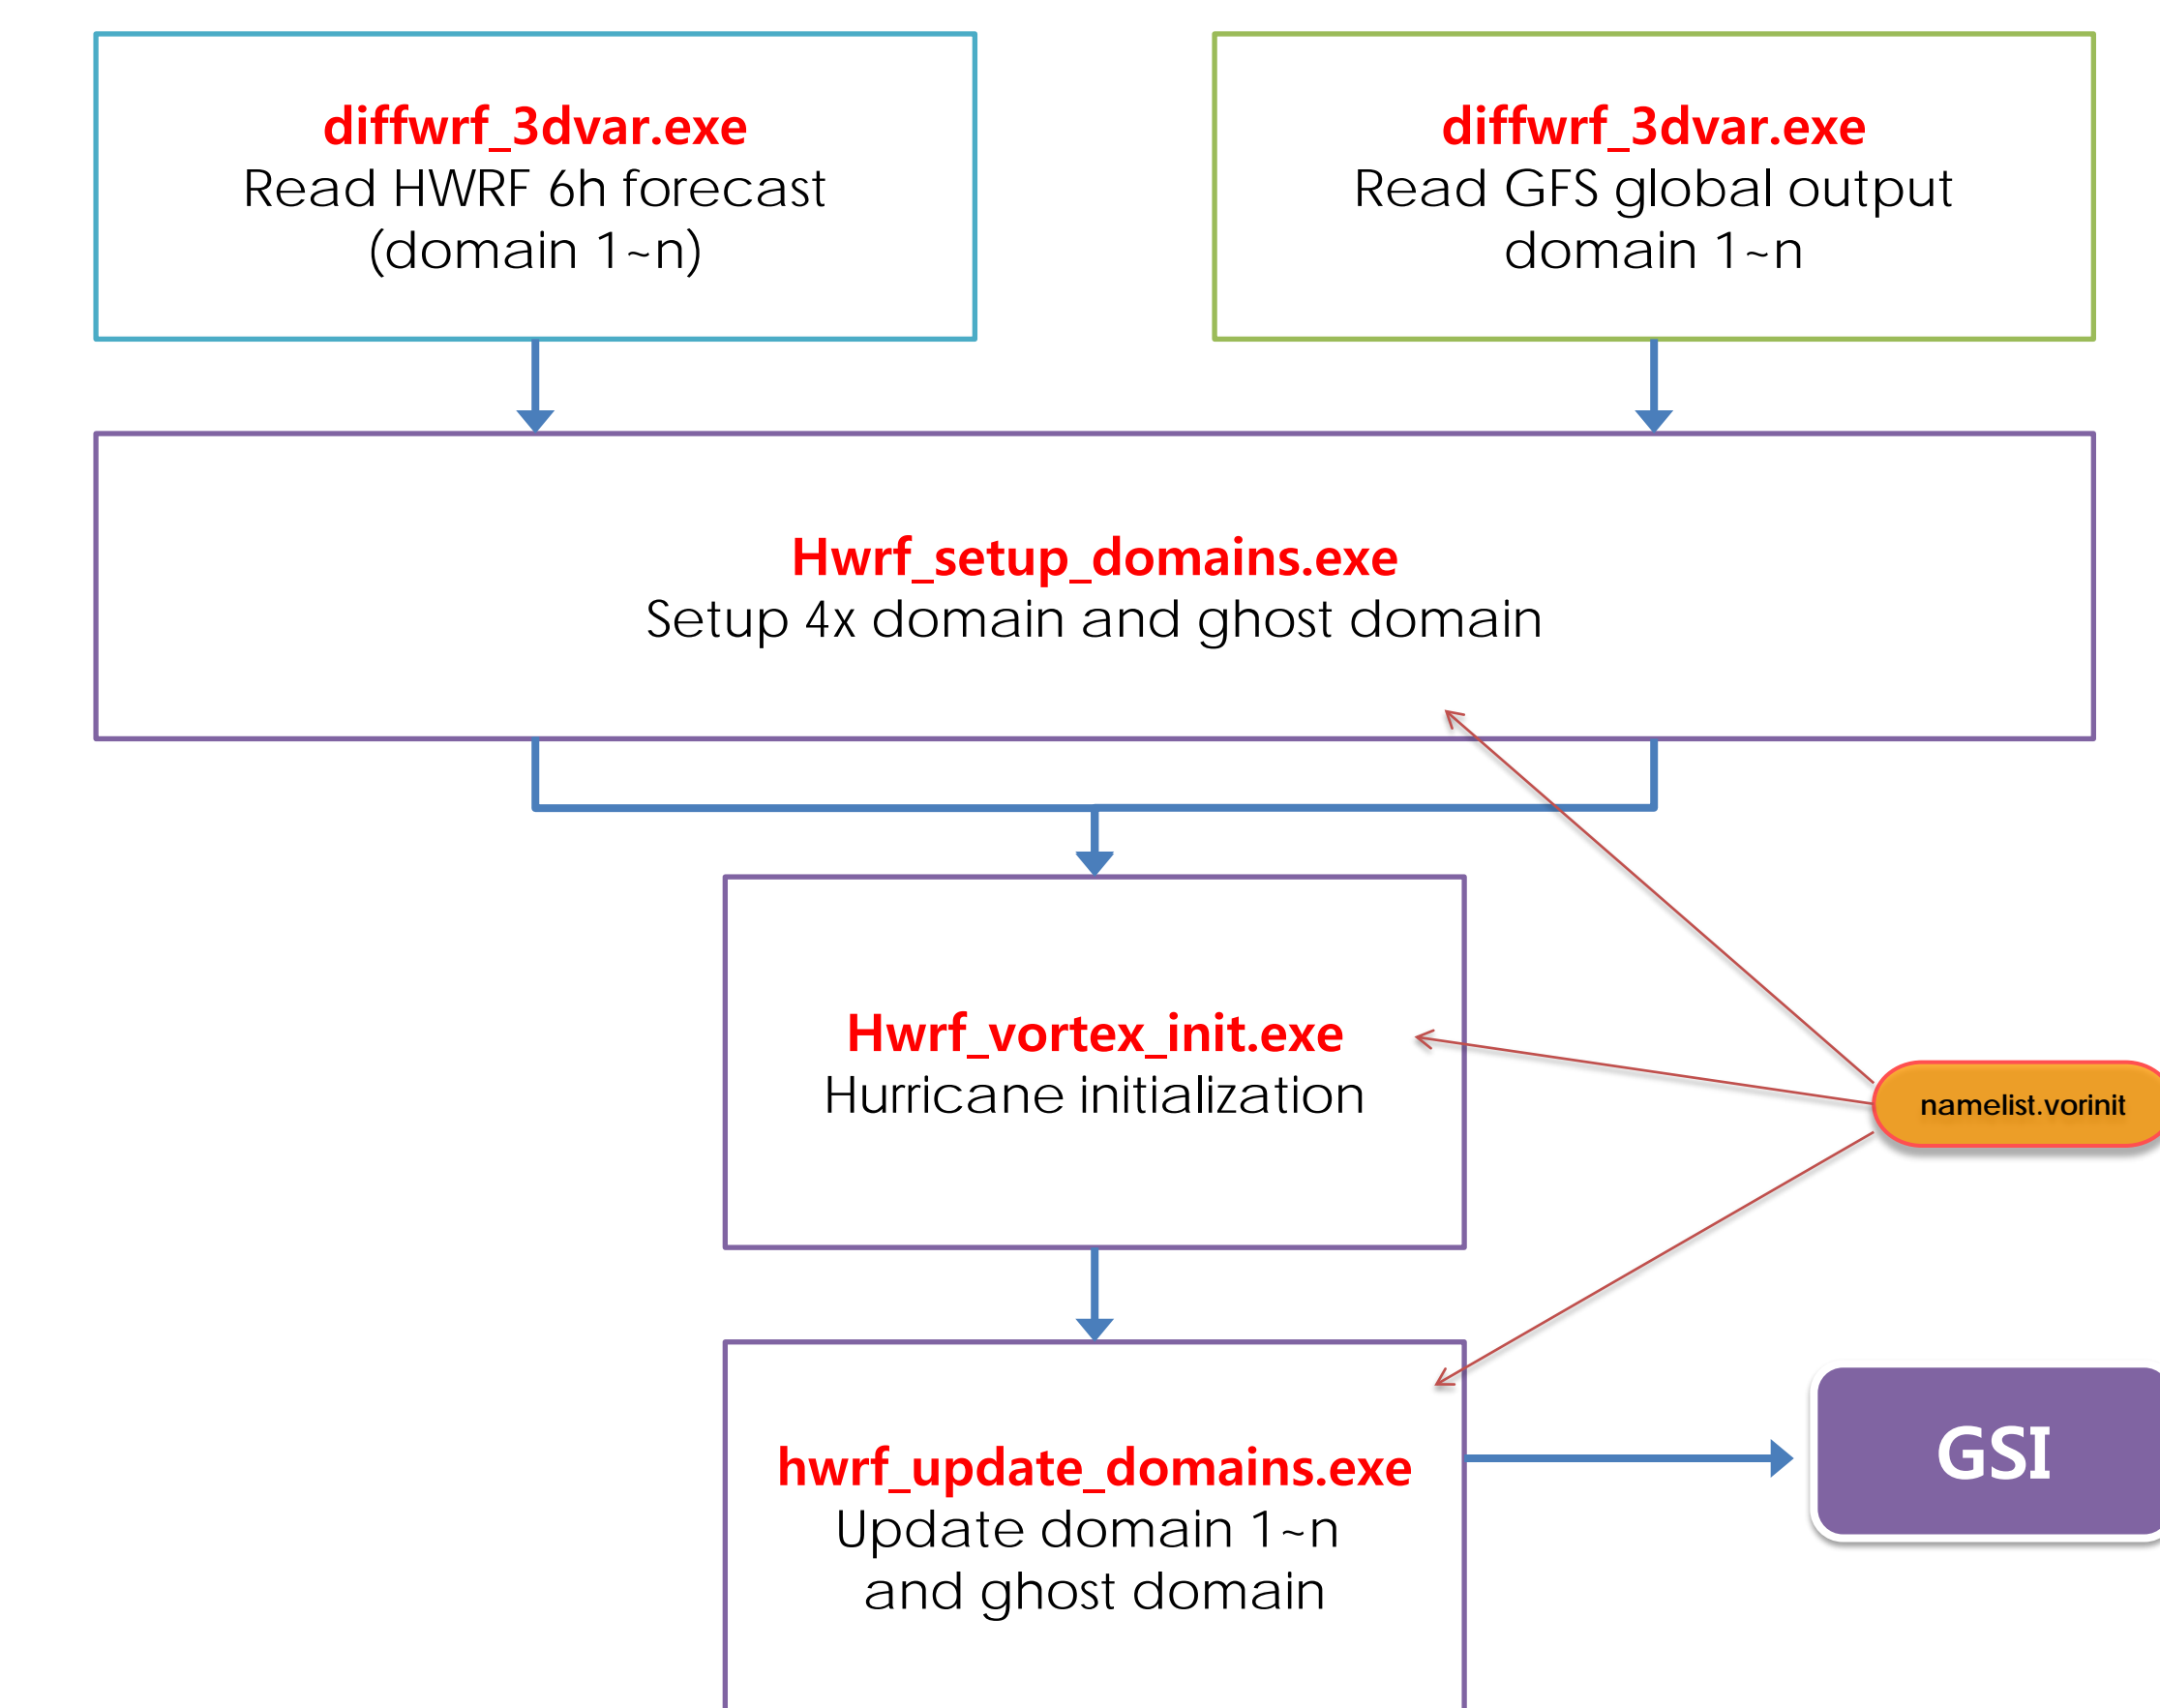 diffwrf_3dvar.exe
Read HWRF 6h forecast
(domain 1~n)
diffwrf_3dvar.exe
Read GFS global output
domain 1~n
Hwrf_setup_domains.exe
Setup 4x domain and ghost domain
Hwrf_vortex_init.exe
Hurricane initialization
namelist.vorinit
hwrf_update_domains.exe
Update domain 1~n
and ghost domain
GSI